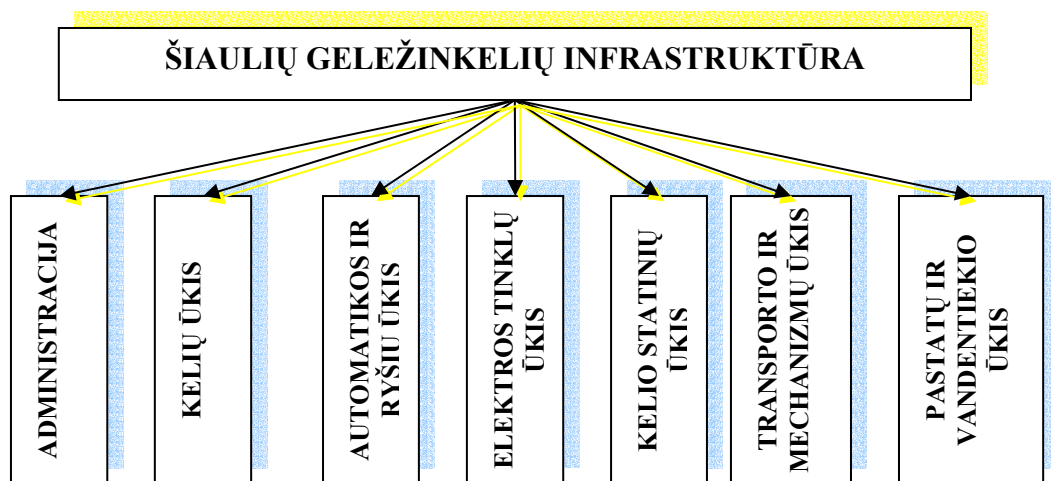 ŠIAULIŲ GELEŽINKELIŲ INFRASTRUKTŪRA
ADMINISTRACIJA
KELIŲ ŪKIS
AUTOMATIKOS IR
RYŠIU ŪKIS
ELEKTROS TINKLŲ
ŪKIS
KELIO STATINIŲ
ŪKIS
TRANSPORTO IR
MECHANIZMŲ ŪKIS
PASTATŲ IR
VANDENTIEKIO
ŪKIS